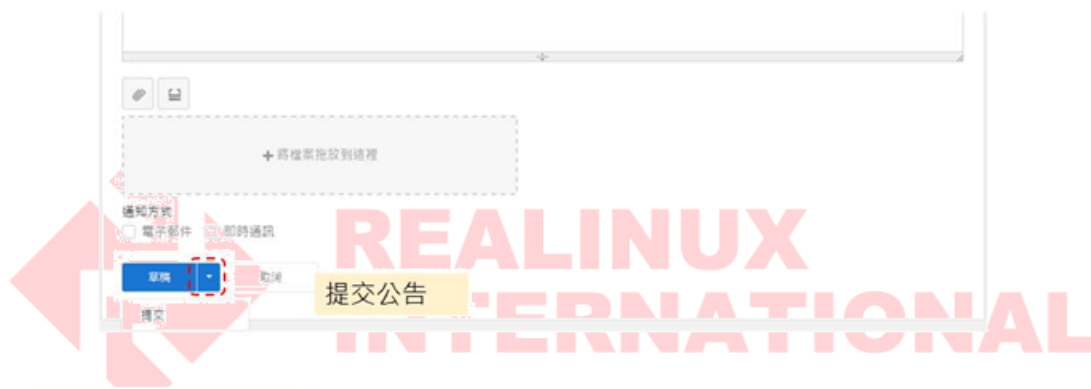 將檔案拖放到這裡
通知方式
電子郵件 即時通訊
草稿 取消
提交公告
提交
REALINUX
INTERNATIONAL